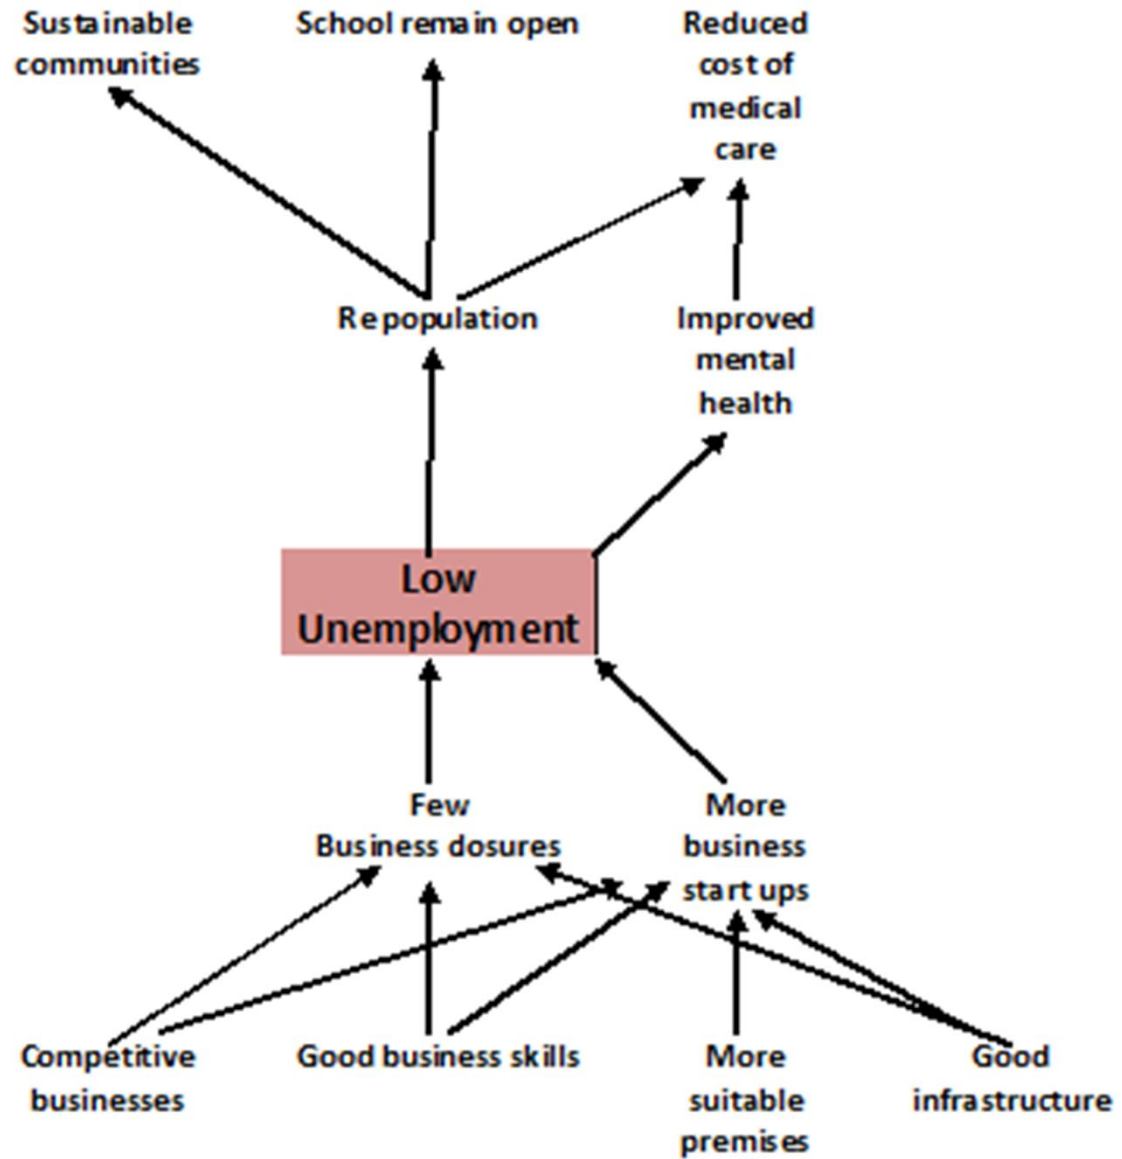 Sustainable
communities
School remain open
Reduced
cost of
medical
care
Repopulation
Improved
mental
health
Low
Unemployment
Few
Business dosures
More
business
start ups
Competitive
businesses
Good business skills
More
suitable
premises
Good
infrastructure